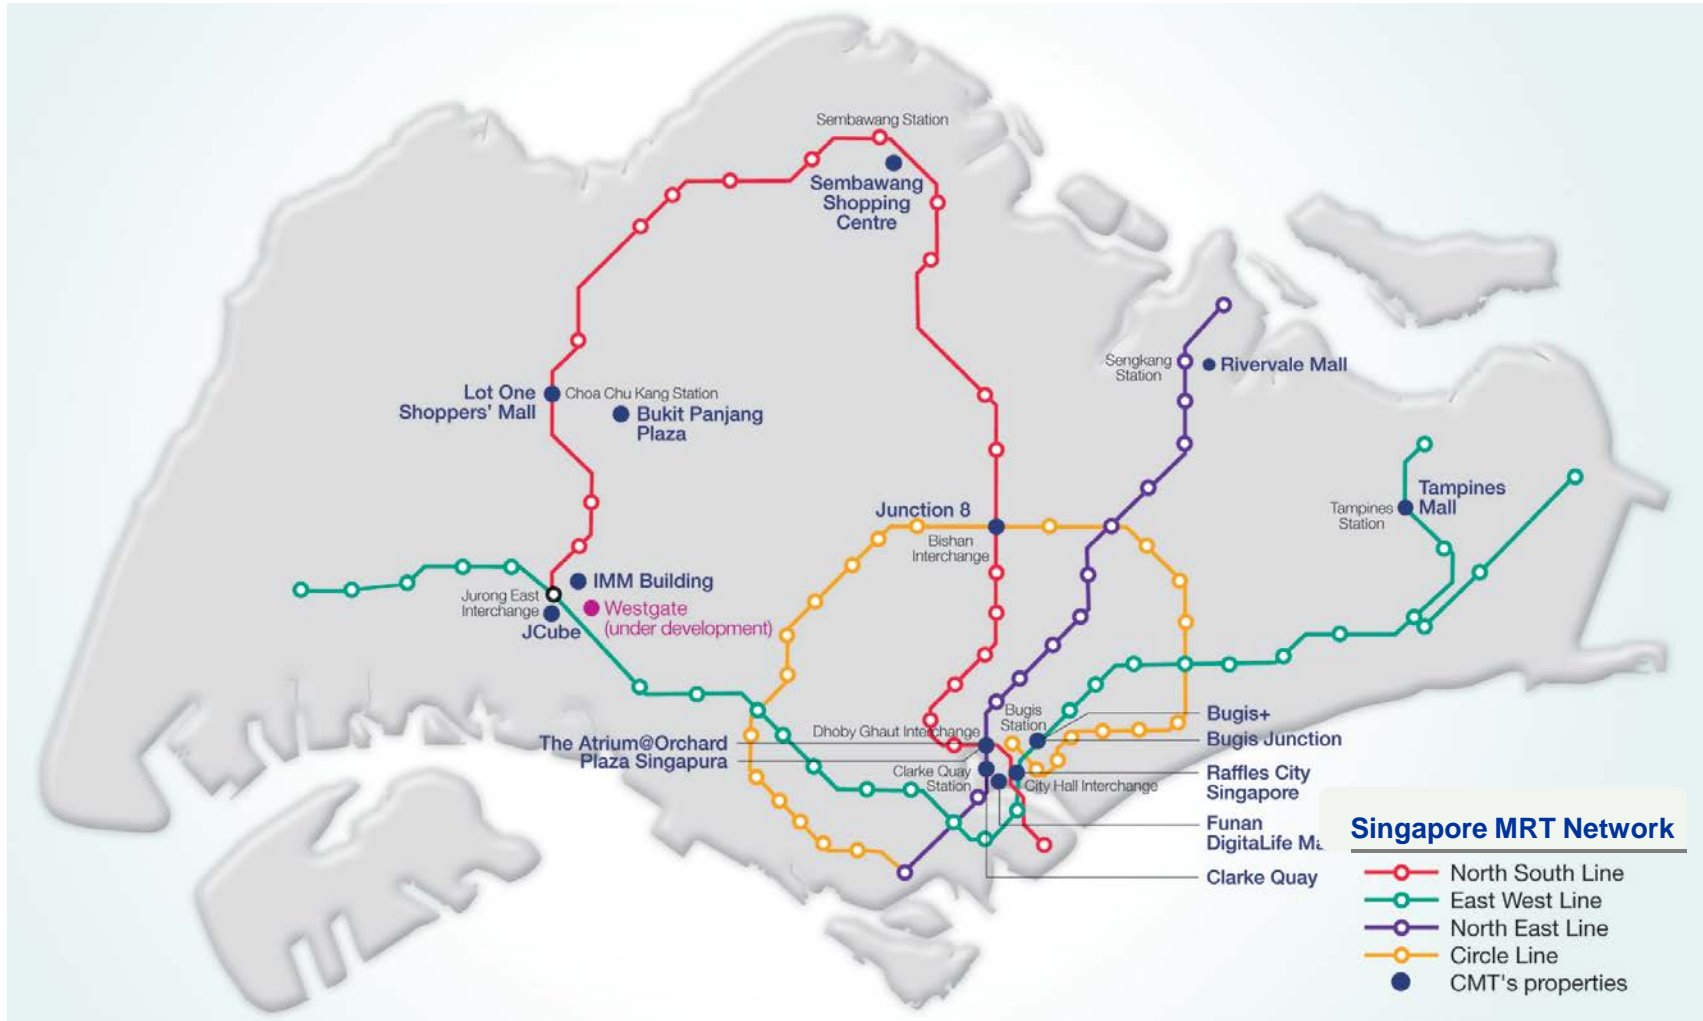 Sembawang Station
Sembawang
Shopping
Centre
Sengkang
Station
Rivervale Mall
Lot One
Shoppers' Mall
Choa Chu Kang Station
Bukit Panjang
Plaza
Tampines
Mall
Tampines
Station
Junction 8
Bishan
Interchange
IMM Building
Jurong East
Interchange
Westgate
(under development)
JCube
Bugis
Station
Bugis+
Dhoby Ghaut Interchange
The Atrium@Orchard
Plaza Singapura
Bugis Junction
Clarke Quay
Station
City Hall Interchange
Raffles City
Singapore
Funan
DigitaLife Ma
Clarke Quay
Singapore MRT Network
North South Line
East West Line
North East Line
Circle Line
CMT's properties